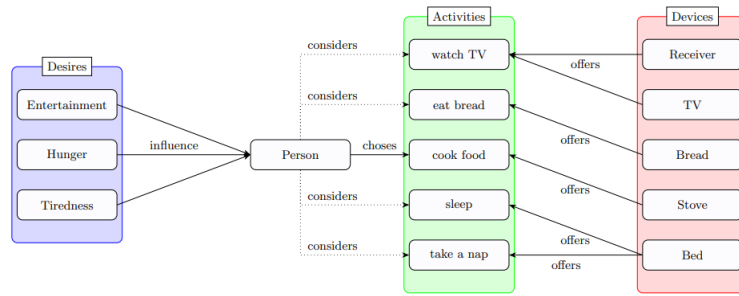 Activities
Devices
considers
watch TV
Receiver
offers
Desires
Entertainment
considers
eat bread
TV
offers
Hunger
influence
Person
choses
cook food
Bread
offers
Tiredness
considers
sleep
Stove
offers
considers
take a nap
offers
Bed